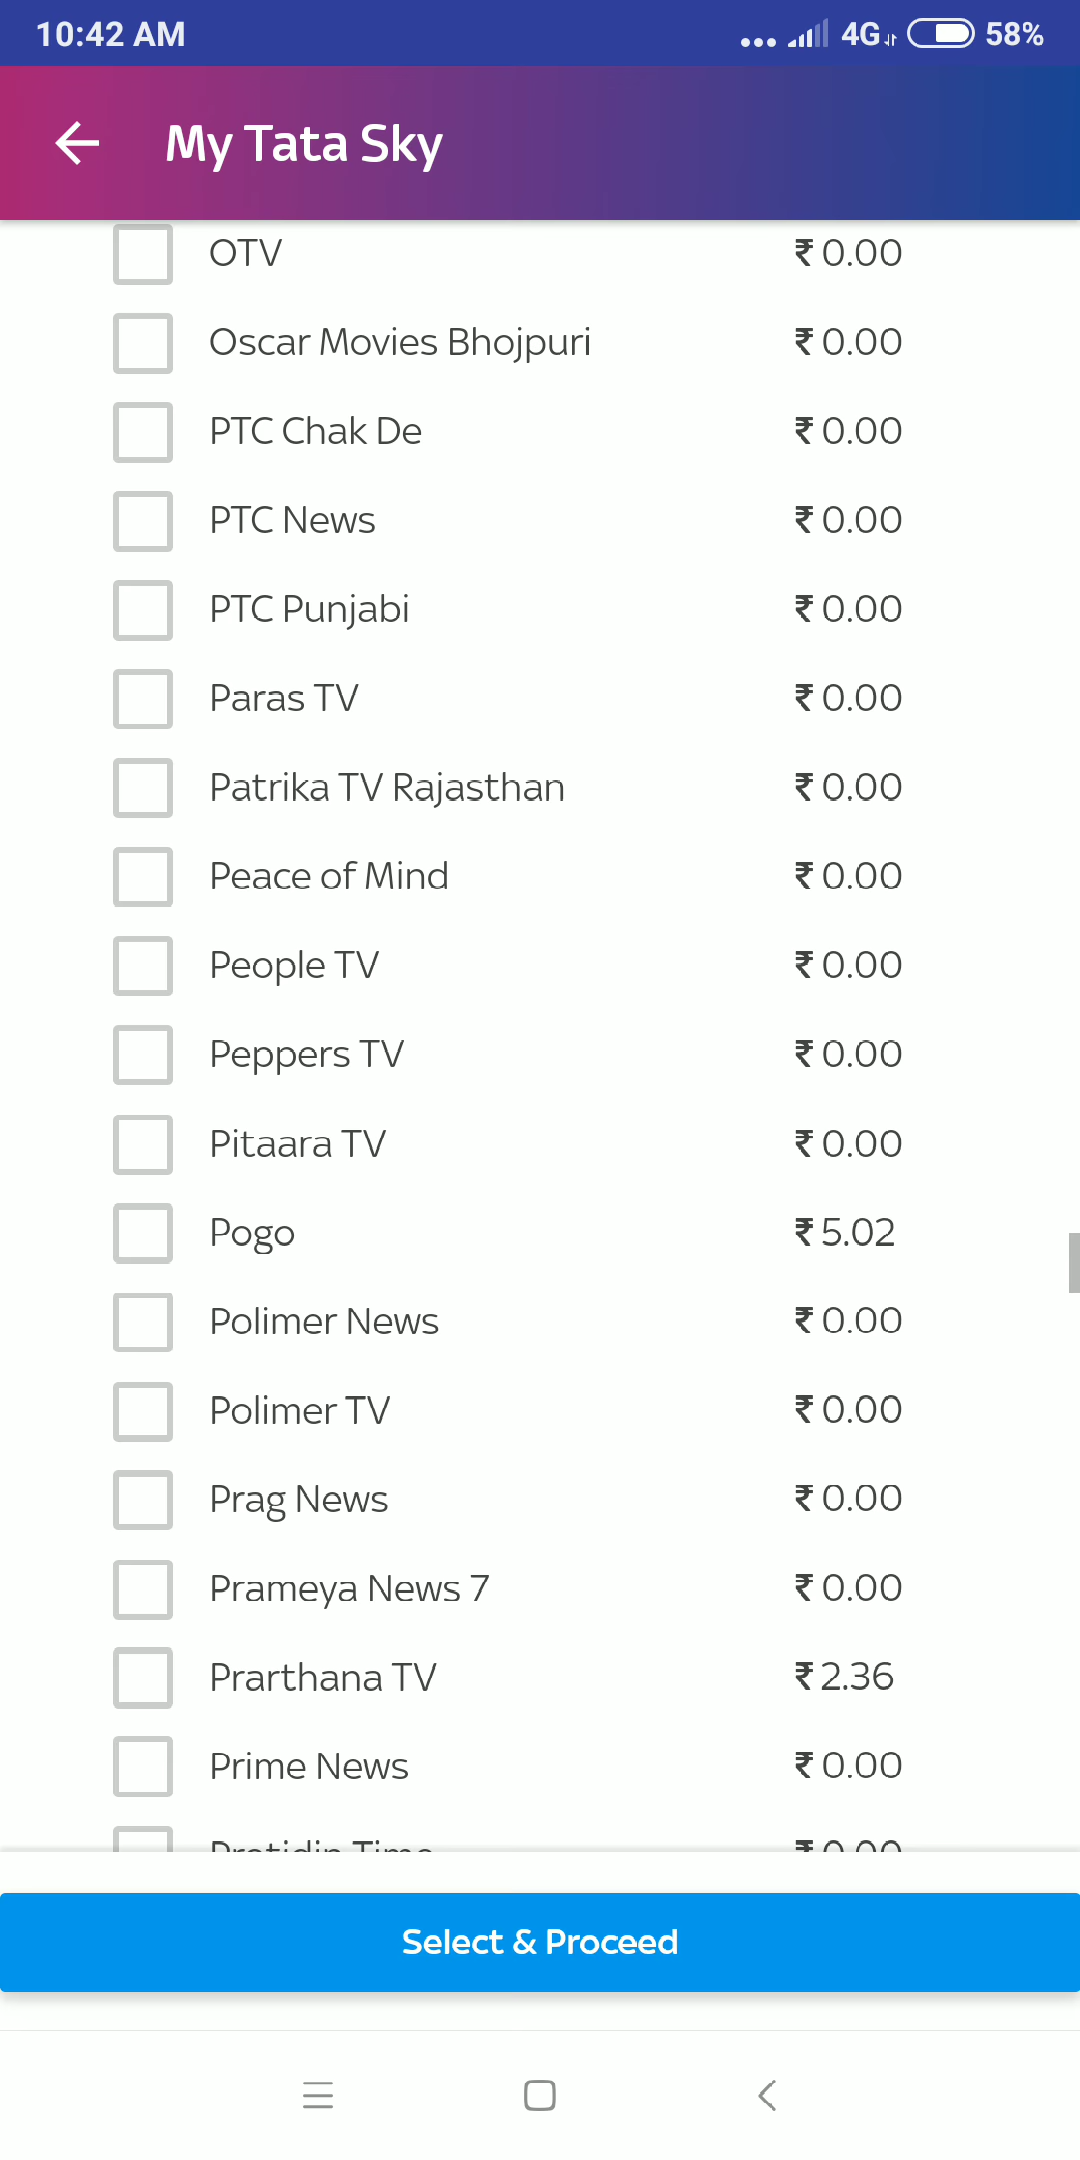 10:42 AM 4G 58%
My Tata Sky
OTV ₹ 0.00
Oscar Movies Bhojpuri ₹ 0.00
PTC Chak De ₹ 0.00
PTC News ₹ 0.00
PTC Punjabi ₹ 0.00
Paras TV ₹ 0.00
Patrika TV Rajasthan ₹ 0.00
Peace of Mind ₹ 0.00
People TV ₹ 0.00
Peppers TV ₹ 0.00
Pitaara TV ₹ 0.00
Pogo ₹ 5.02
Polimer News ₹ 0.00
Polimer TV ₹ 0.00
Prag News ₹ 0.00
Prameya News 7 ₹ 0.00
Prarthana TV ₹ 2.36
Prime News ₹ 0.00
Pratidin Time ₹ 0.00
Select & Proceed